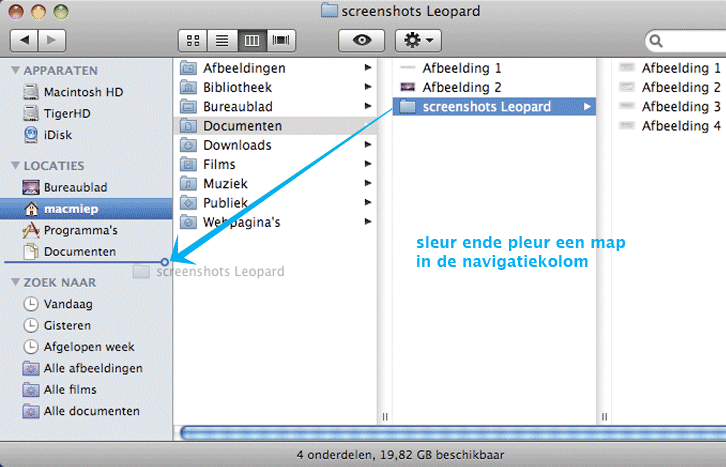 screenshots Leopard
APPARATEN
Macintosh HD
TigerHD
iDisk
LOCATIES
Bureaublad
macmiep
Programma's
Documenten
screenshots Leopard
ZOEK NAAR
Vandaag
Gisteren
Afgelopen week
Alle afbeeldingen
Alle films
Alle documenten
Afbeeldingen
Bibliotheek
Bureaublad
Documenten
Downloads
Films
Muziek
Publiek
Webpagina's
Afbeelding 1
Afbeelding 2
screenshots Leopard
sleur ende pleur een map
in de navigatiekolom
Afbeelding 1
Afbeelding 2
Afbeelding 3
Afbeelding 4
4 onderdelen, 19,82 GB beschikbaar